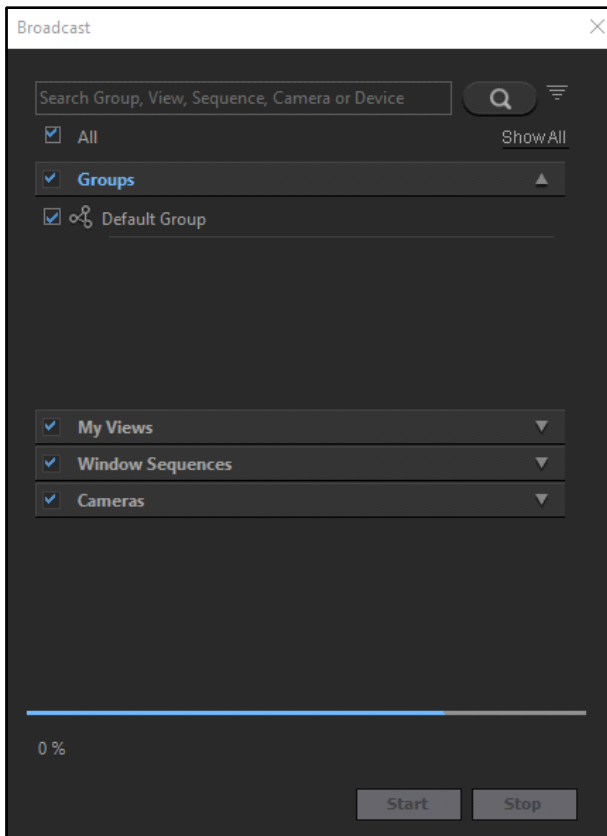 Broadcast
Search Group, View, Sequence, Camera or Device
All
Show All
Groups
Default Group
My Views
Window Sequences
Cameras
0 %
Start Stop